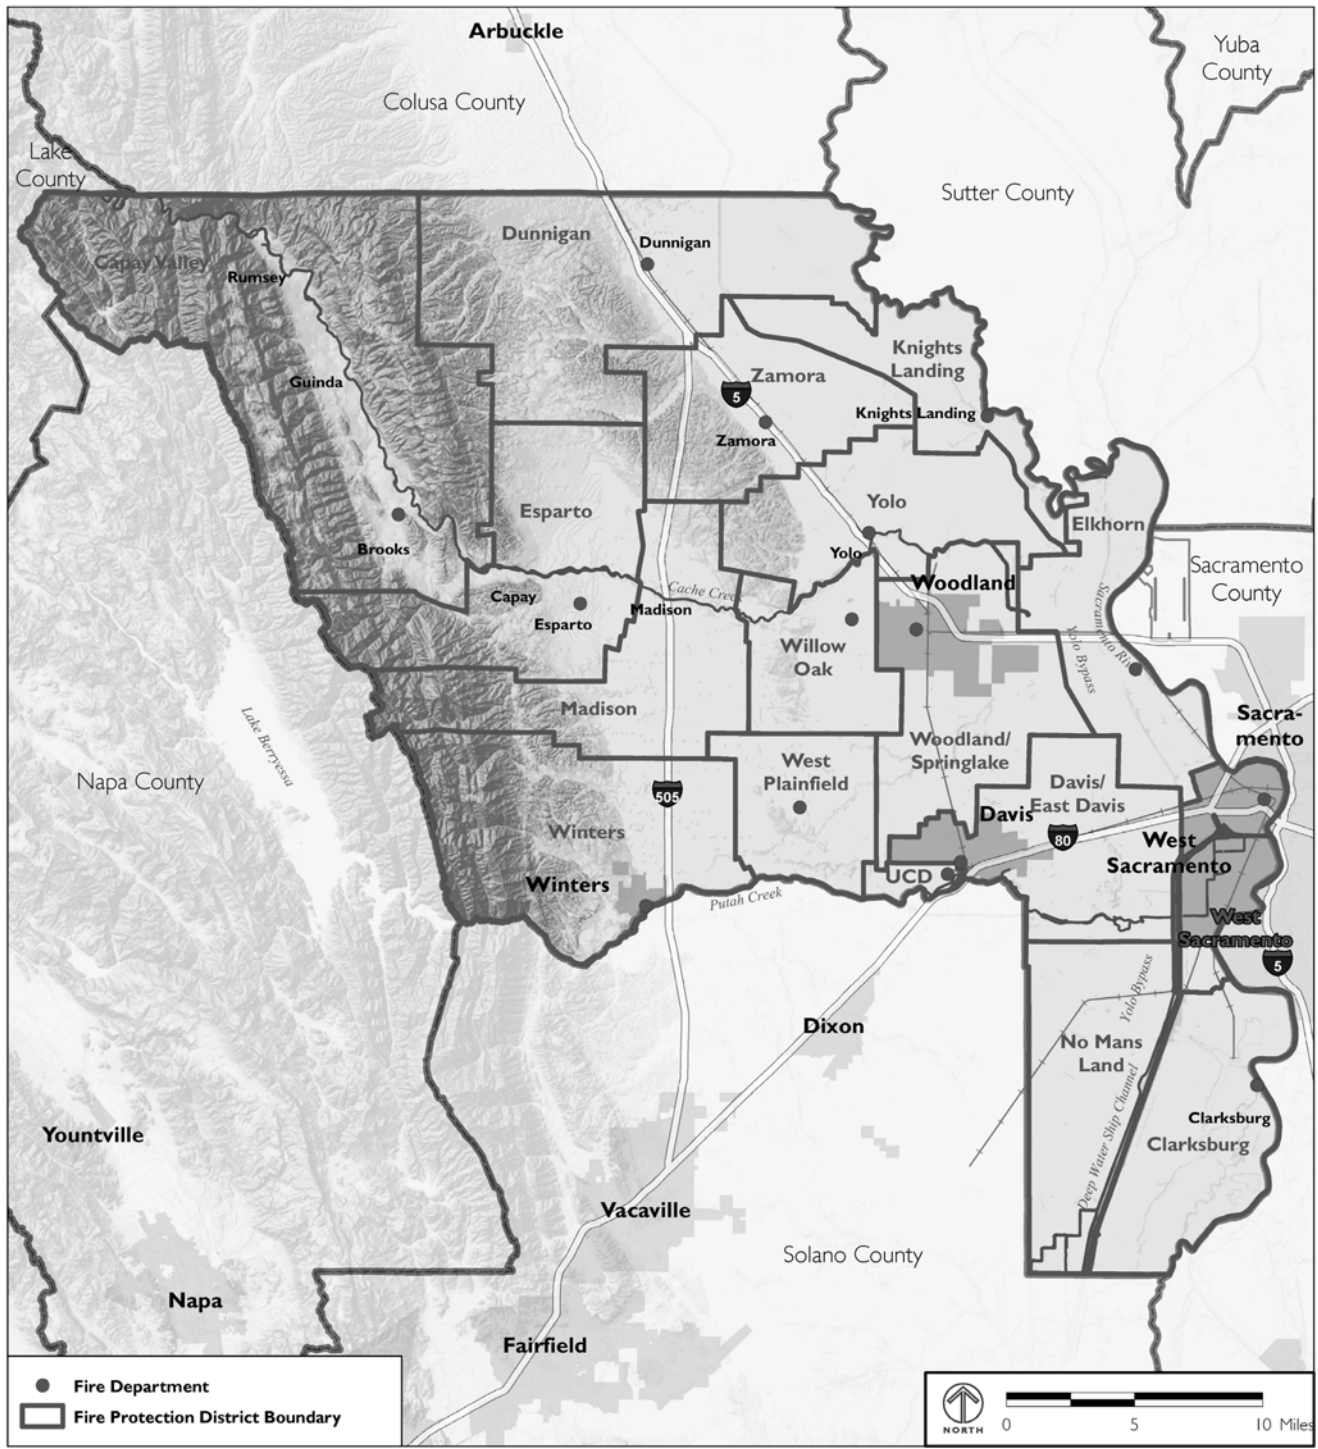 Arbuckle
Yuba
County
Colusa County
Lake
County
Sutter County
Dunnigan
Dunnigan
Capay Valley
Rumsey
Knights
Landing
Zamora
5
Guinda
Knights Landing
Zamora
Yolo
Esparto
Elkhorn
Brooks
Yolo
Sacramento
County
Woodland
Cache Creek
Capay
Madison
Esparto
Sacramento River
Yolo Bypass
Willow
Oak
Madison
Lake Berryessa
Sacra-
mento
Woodland/
Springlake
West
Plainfield
Napa County
Davis/
East Davis
505
Davis
Winters
80
West
Sacramento
UCD
Winters
Putah Creek
West
Sacramento
5
Yolo Bypass
Dixon
No Mans
Land
Deep Water Ship Channel
Clarksburg
Clarksburg
Yountville
Vacaville
Solano County
Napa
Fairfield
Fire Department
Fire Protection District Boundary
NORTH
0 5 10 Miles